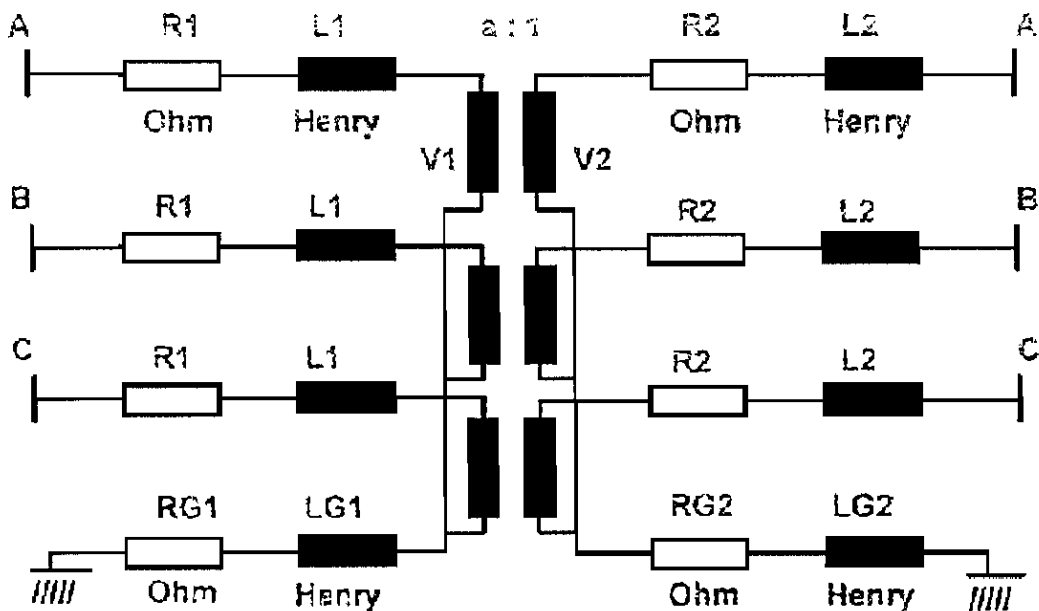 A R1 L1 a : 1 R2 L2 A
Ohm Henry Ohm Henry
V1 V2
B R1 L1 R2 L2 B
C R1 L1 R2 L2 C
RG1 LG1 RG2 LG2
Ohm Henry Ohm Henry